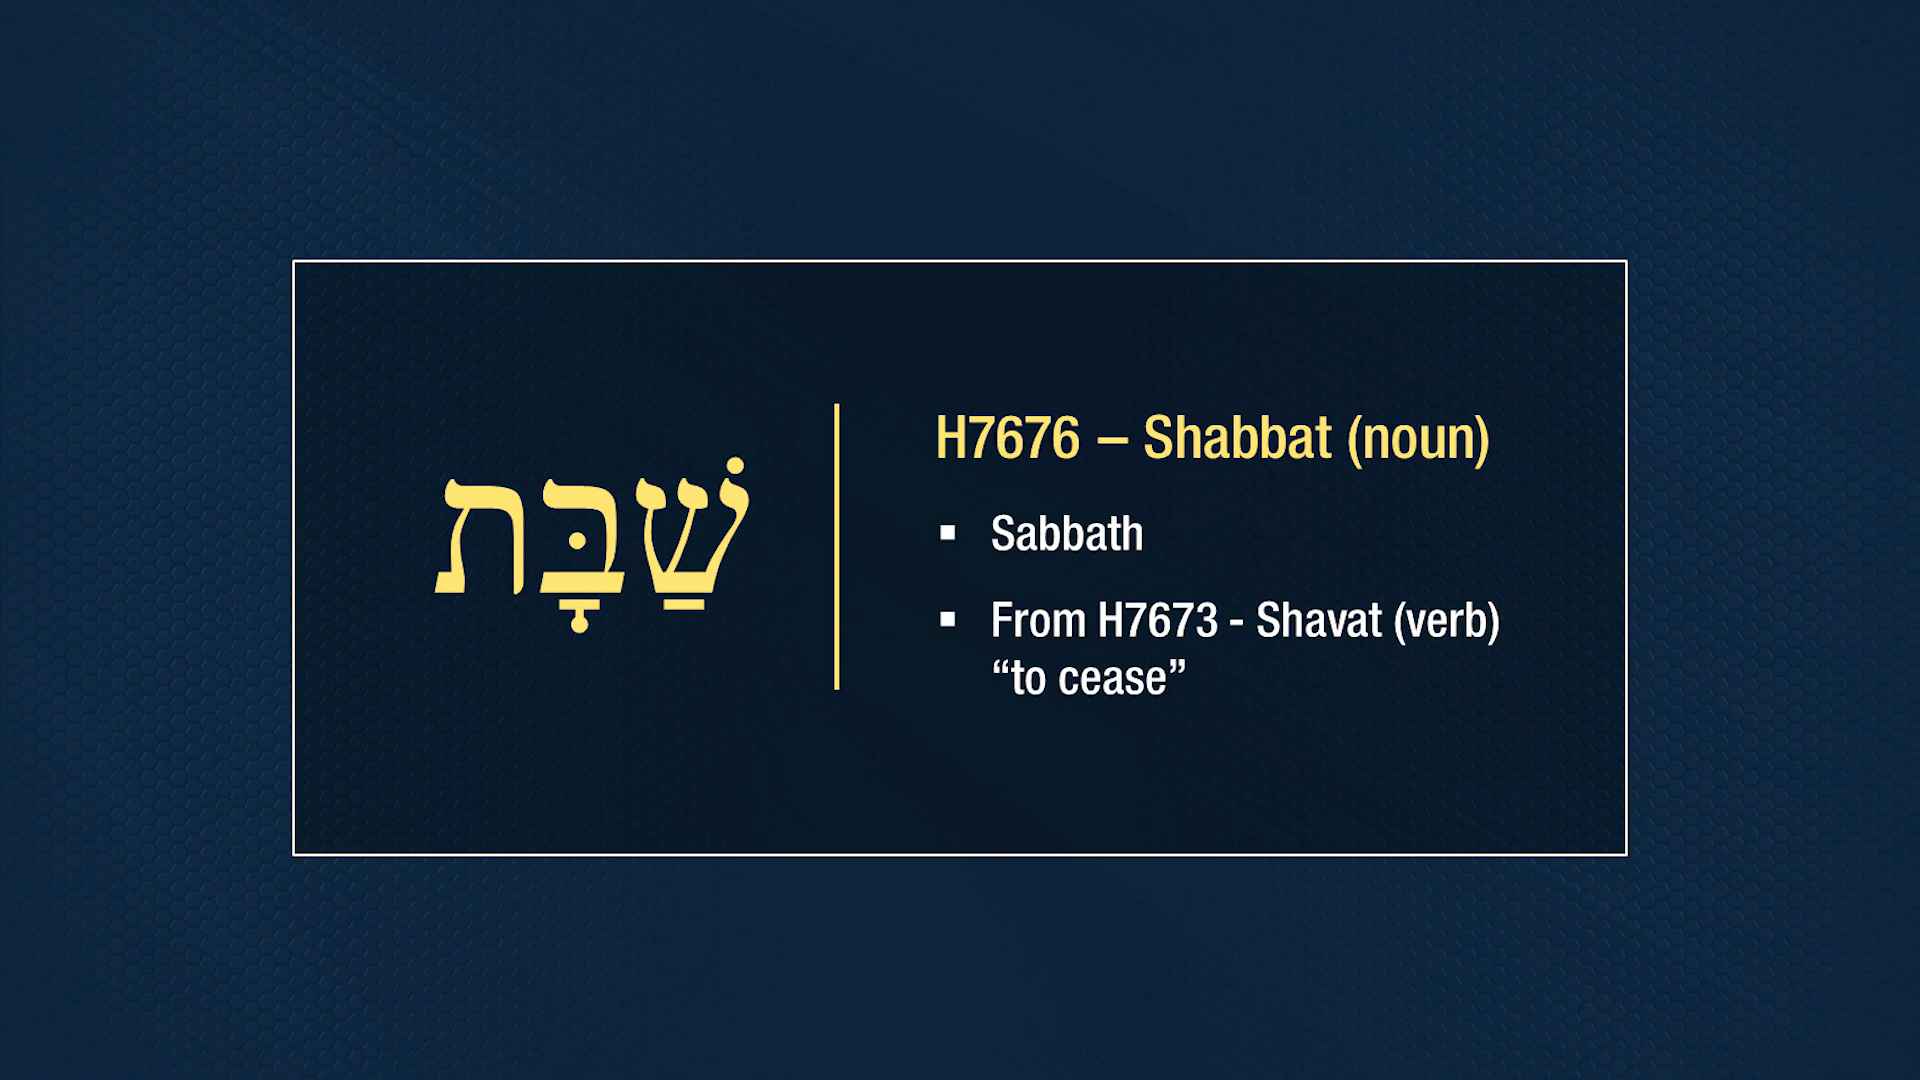 שַׁבָּת
H7676 – Shabbat (noun)
▪ Sabbath
▪ From H7673 - Shavat (verb)
“to cease”